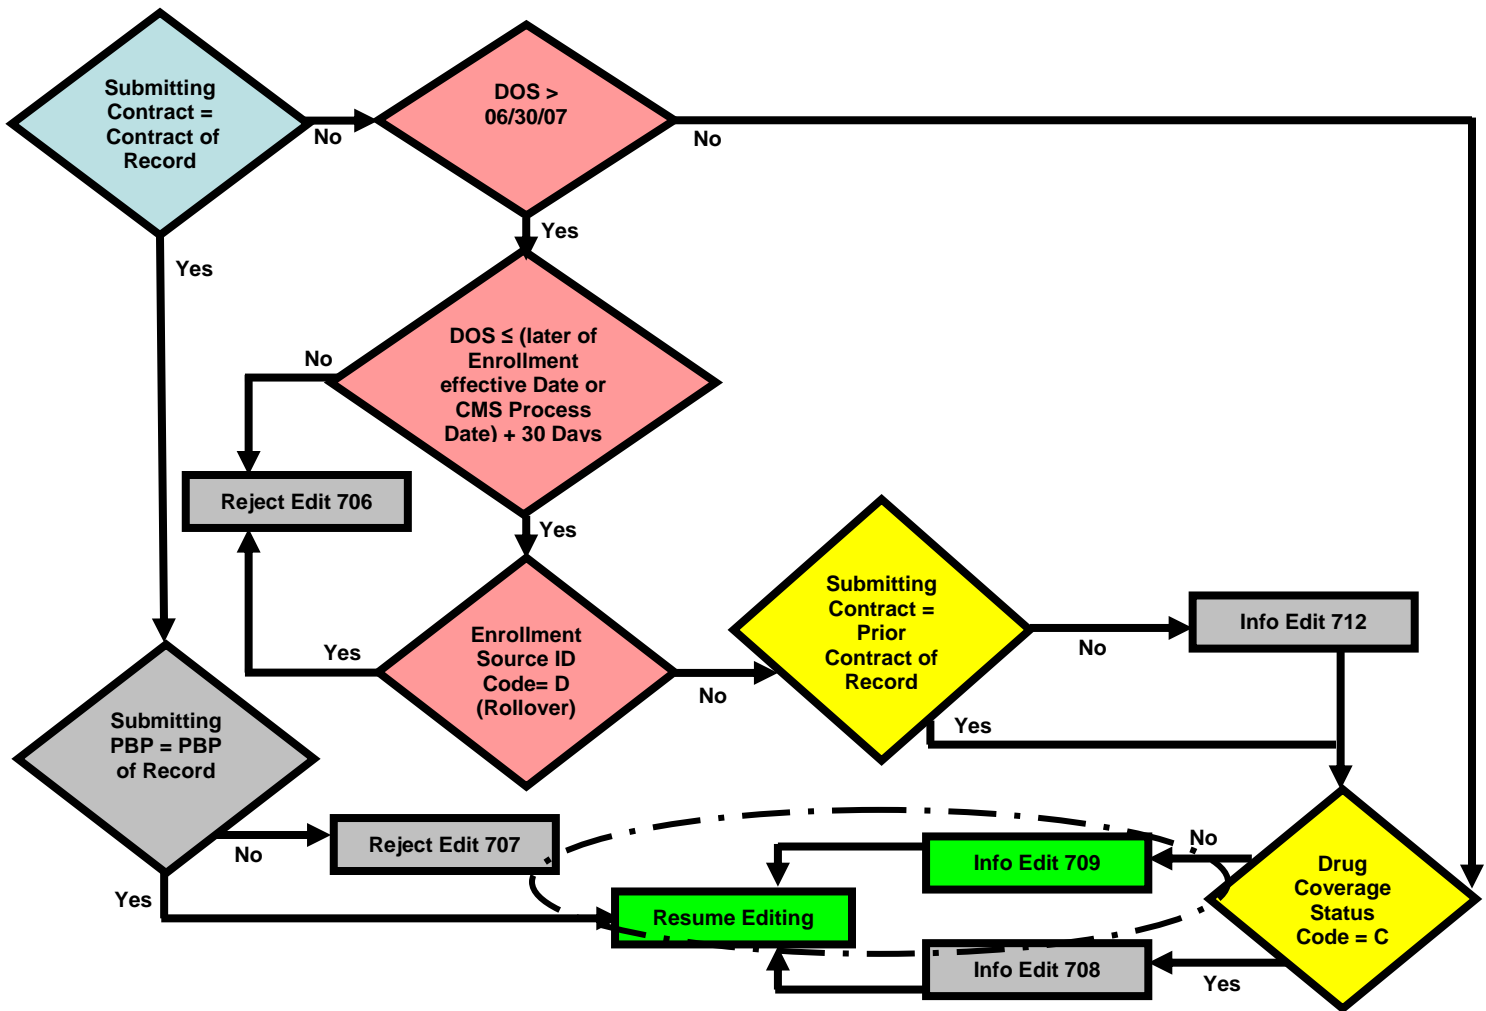 Submitting
Contract =
Contract of
Record
No
DOS >
06/30/07
No
Yes
Yes
DOS ≤ (later of
Enrollment
effective Date or
CMS Process
Date) + 30 Days
No
Reject Edit 706
Yes
Enrollment
Source ID
Code= D
(Rollover)
Yes
No
Submitting
Contract =
Prior
Contract of
Record
No
Info Edit 712
Yes
Submitting
PBP = PBP
of Record
No
Reject Edit 707
Yes
Resume Editing
Info Edit 709
No
Drug
Coverage
Status
Code = C
Info Edit 708
Yes